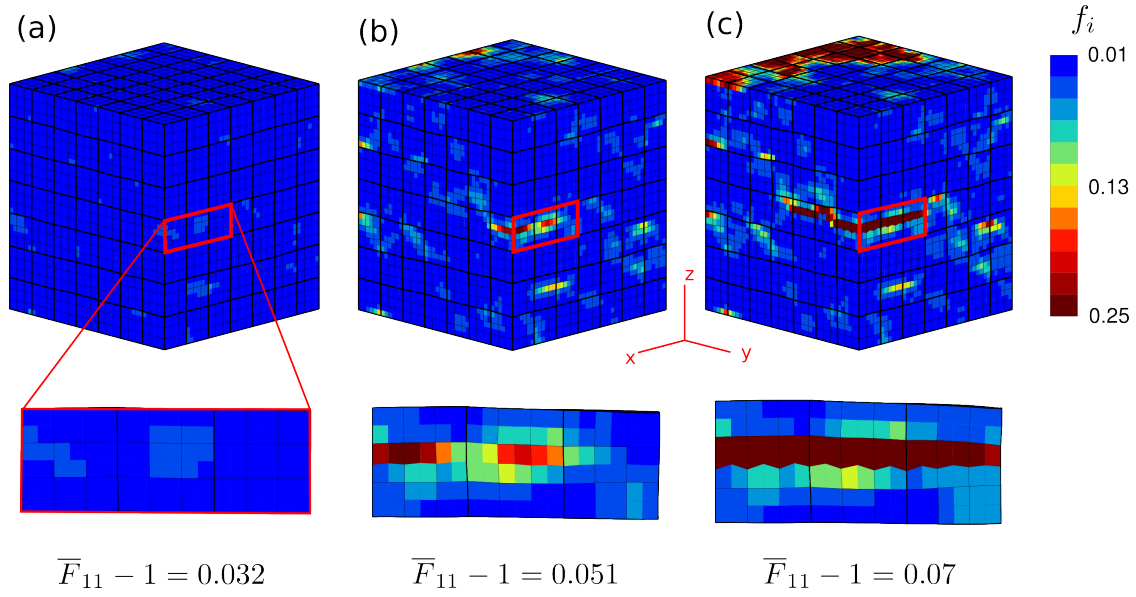 (a)
(b)
(c)
f_i
0.01
0.13
0.25
z
x
y
F̅₁₁ − 1 = 0.032
F̅₁₁ − 1 = 0.051
F̅₁₁ − 1 = 0.07